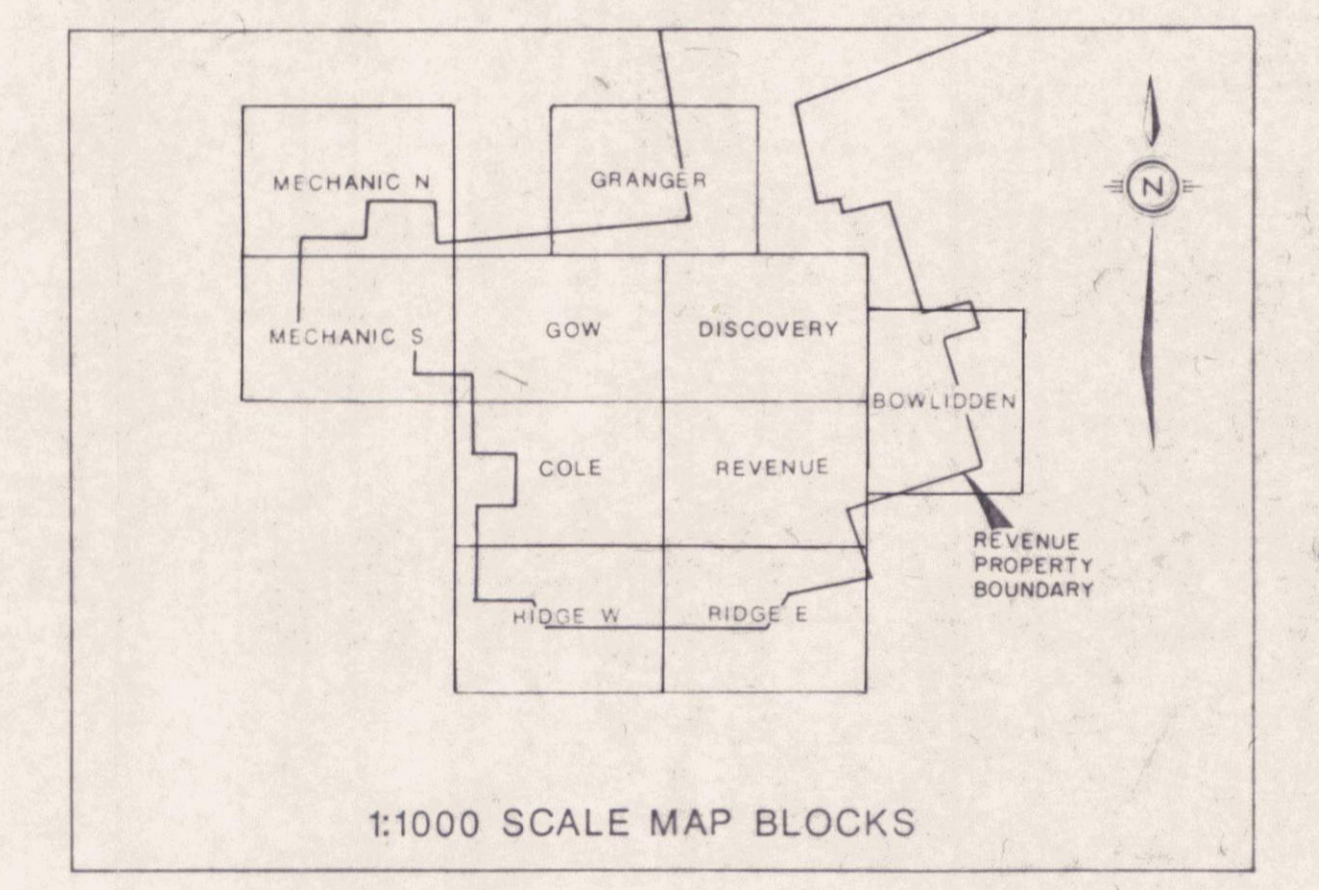 MECHANIC N
GRANGER
N
MECHANIC S
GOW
DISCOVERY
BOWLIDDEN
COLE
REVENUE
REVENUE
PROPERTY
BOUNDARY
RIDGE W
RIDGE E
1:1000 SCALE MAP BLOCKS